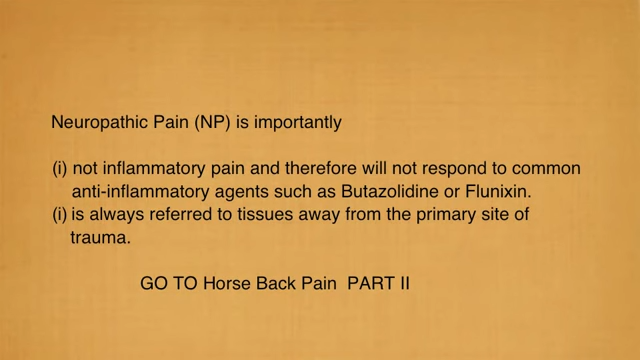 Neuropathic Pain (NP) is importantly
(i) not inflammatory pain and therefore will not respond to common
anti-inflammatory agents such as Butazolidine or Flunixin.
(i) is always referred to tissues away from the primary site of
trauma.
GO TO Horse Back Pain PART II